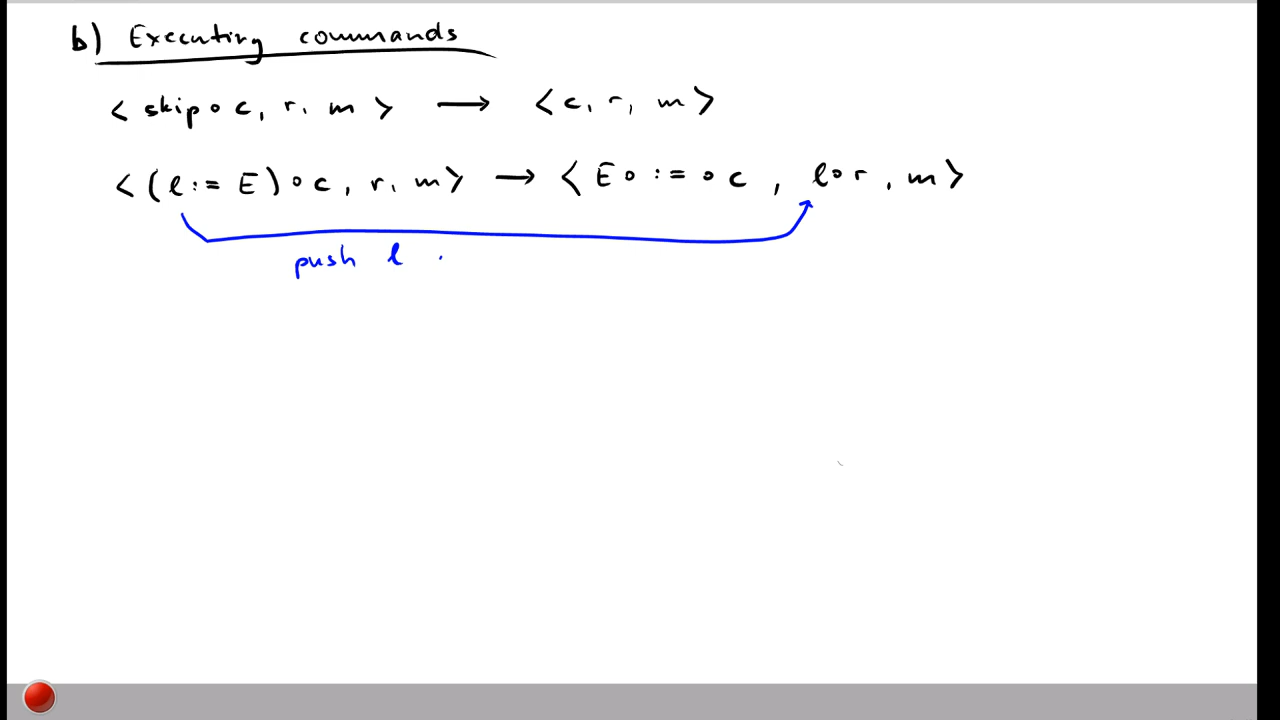 b) Executing commands
< skip ∘ c, r, m > → < c, r, m >
< (l := E) ∘ c, r, m > → < E ∘ := ∘ c , l ∘ r , m >
push l .